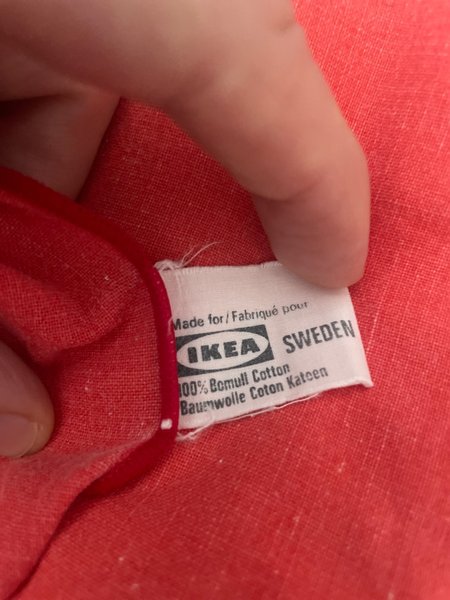 Made for/Fabriqué pour
IKEA SWEDEN
100% Bomull Cotton
Baumwolle Coton Katoen